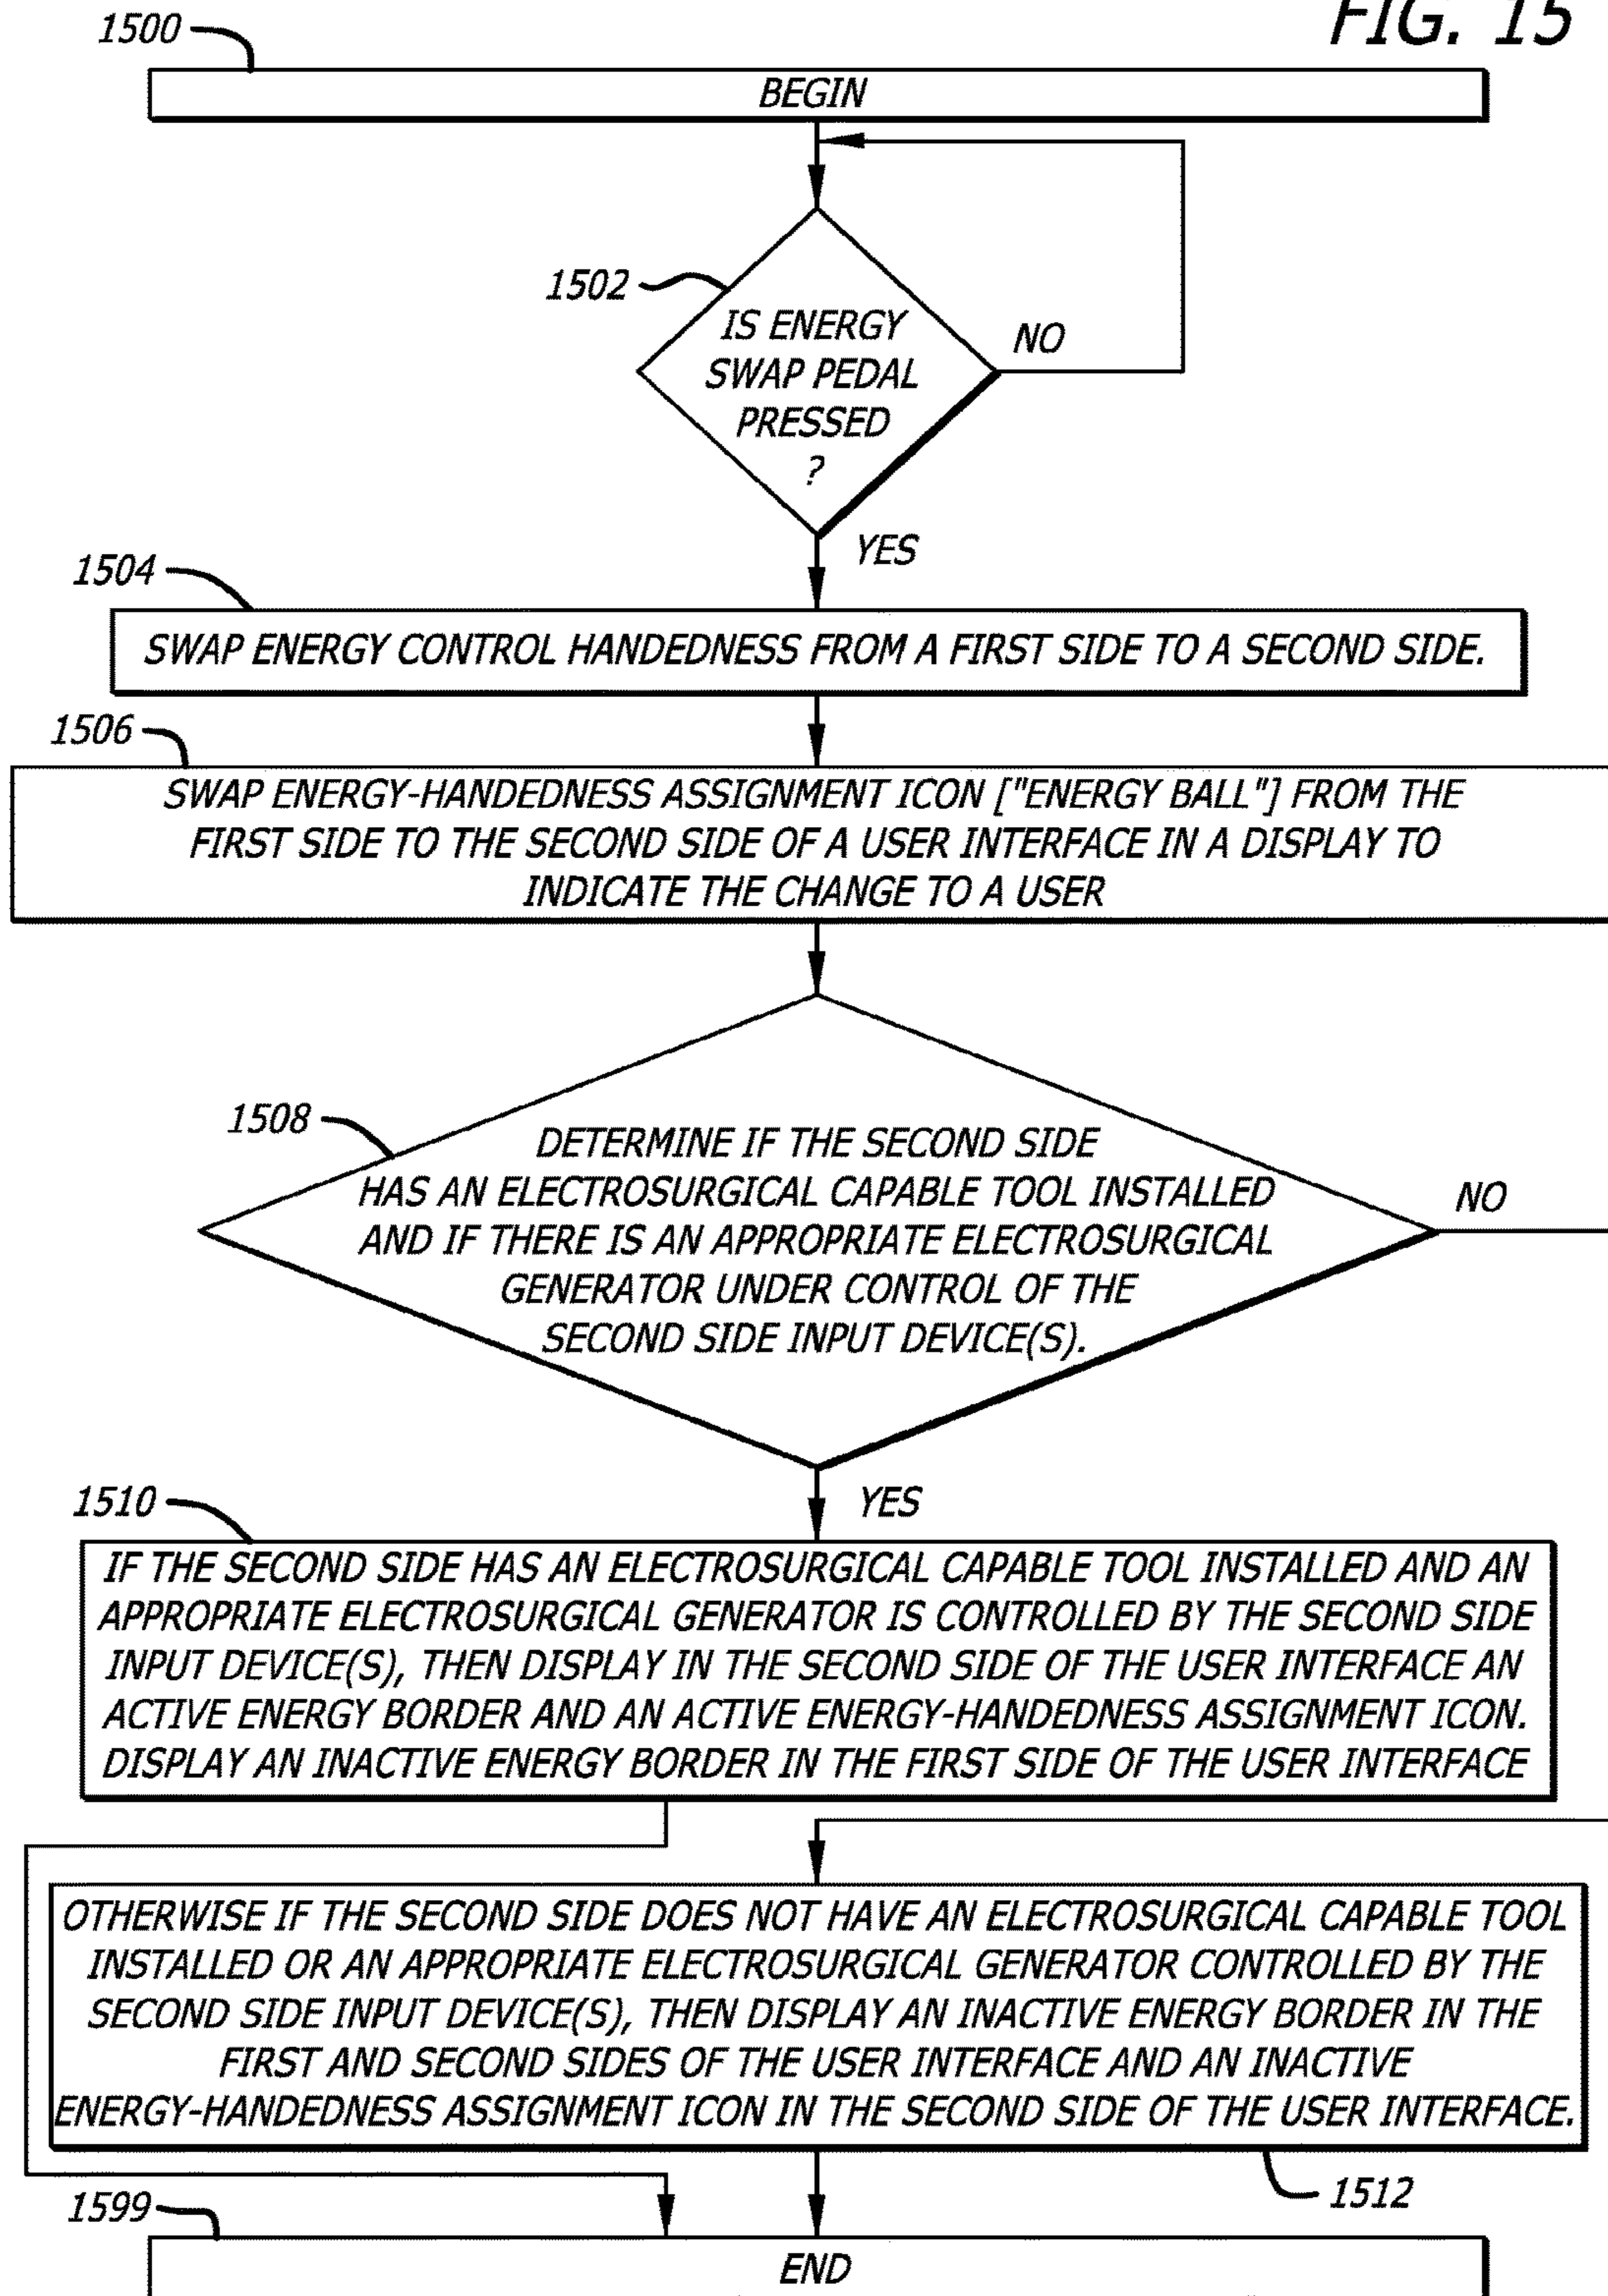 FIG. 15
1500
BEGIN
1502
IS ENERGY
SWAP PEDAL
PRESSED
?
NO
YES
1504
SWAP ENERGY CONTROL HANDEDNESS FROM A FIRST SIDE TO A SECOND SIDE.
1506
SWAP ENERGY-HANDEDNESS ASSIGNMENT ICON ["ENERGY BALL"] FROM THE
FIRST SIDE TO THE SECOND SIDE OF A USER INTERFACE IN A DISPLAY TO
INDICATE THE CHANGE TO A USER
1508
DETERMINE IF THE SECOND SIDE
HAS AN ELECTROSURGICAL CAPABLE TOOL INSTALLED
AND IF THERE IS AN APPROPRIATE ELECTROSURGICAL
GENERATOR UNDER CONTROL OF THE
SECOND SIDE INPUT DEVICE(S).
NO
YES
1510
IF THE SECOND SIDE HAS AN ELECTROSURGICAL CAPABLE TOOL INSTALLED AND AN
APPROPRIATE ELECTROSURGICAL GENERATOR IS CONTROLLED BY THE SECOND SIDE
INPUT DEVICE(S), THEN DISPLAY IN THE SECOND SIDE OF THE USER INTERFACE AN
ACTIVE ENERGY BORDER AND AN ACTIVE ENERGY-HANDEDNESS ASSIGNMENT ICON.
DISPLAY AN INACTIVE ENERGY BORDER IN THE FIRST SIDE OF THE USER INTERFACE
OTHERWISE IF THE SECOND SIDE DOES NOT HAVE AN ELECTROSURGICAL CAPABLE TOOL
INSTALLED OR AN APPROPRIATE ELECTROSURGICAL GENERATOR CONTROLLED BY THE
SECOND SIDE INPUT DEVICE(S), THEN DISPLAY AN INACTIVE ENERGY BORDER IN THE
FIRST AND SECOND SIDES OF THE USER INTERFACE AND AN INACTIVE
ENERGY-HANDEDNESS ASSIGNMENT ICON IN THE SECOND SIDE OF THE USER INTERFACE.
1512
1599
END